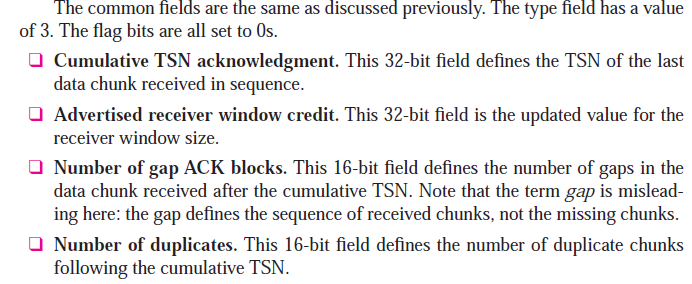 The common fields are the same as discussed previously. The type field has a value
of 3. The flag bits are all set to 0s.
❑ Cumulative TSN acknowledgment. This 32-bit field defines the TSN of the last
data chunk received in sequence.
❑ Advertised receiver window credit. This 32-bit field is the updated value for the
receiver window size.
❑ Number of gap ACK blocks. This 16-bit field defines the number of gaps in the
data chunk received after the cumulative TSN. Note that the term gap is mislead-
ing here: the gap defines the sequence of received chunks, not the missing chunks.
❑ Number of duplicates. This 16-bit field defines the number of duplicate chunks
following the cumulative TSN.